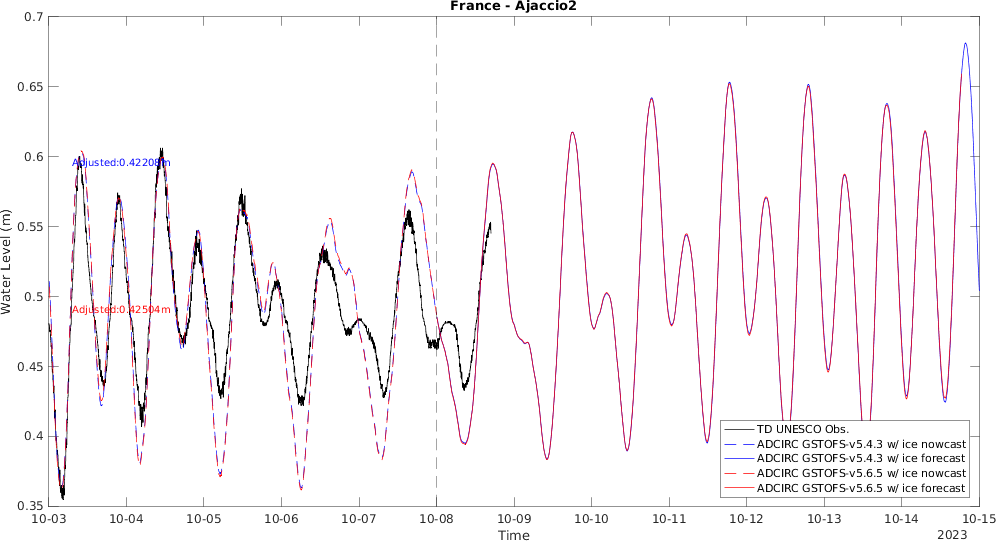 France - Ajaccio2
0.7
0.65
0.6
0.55
0.5
0.45
0.4
0.35
Water Level (m)
Adjusted:0.42208m
Adjusted:0.42504m
TD UNESCO Obs.
ADCIRC GSTOFS-v5.4.3 w/ ice nowcast
ADCIRC GSTOFS-v5.4.3 w/ ice forecast
ADCIRC GSTOFS-v5.6.5 w/ ice nowcast
ADCIRC GSTOFS-v5.6.5 w/ ice forecast
10-03 10-04 10-05 10-06 10-07 10-08 10-09 10-10 10-11 10-12 10-13 10-14 10-15
Time
2023